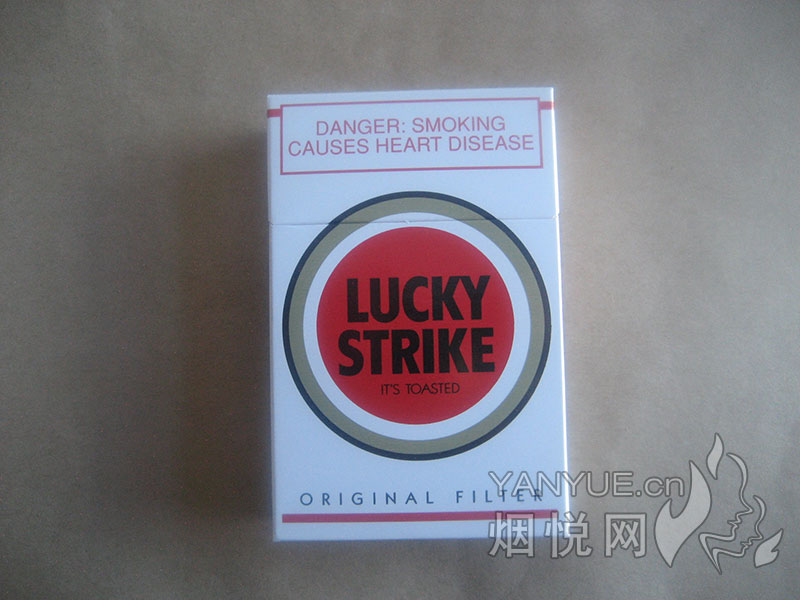 DANGER: SMOKING
CAUSES HEART DISEASE
LUCKY
STRIKE
IT'S TOASTED
ORIGINAL FILTER
YANYUE.cn
烟悦网